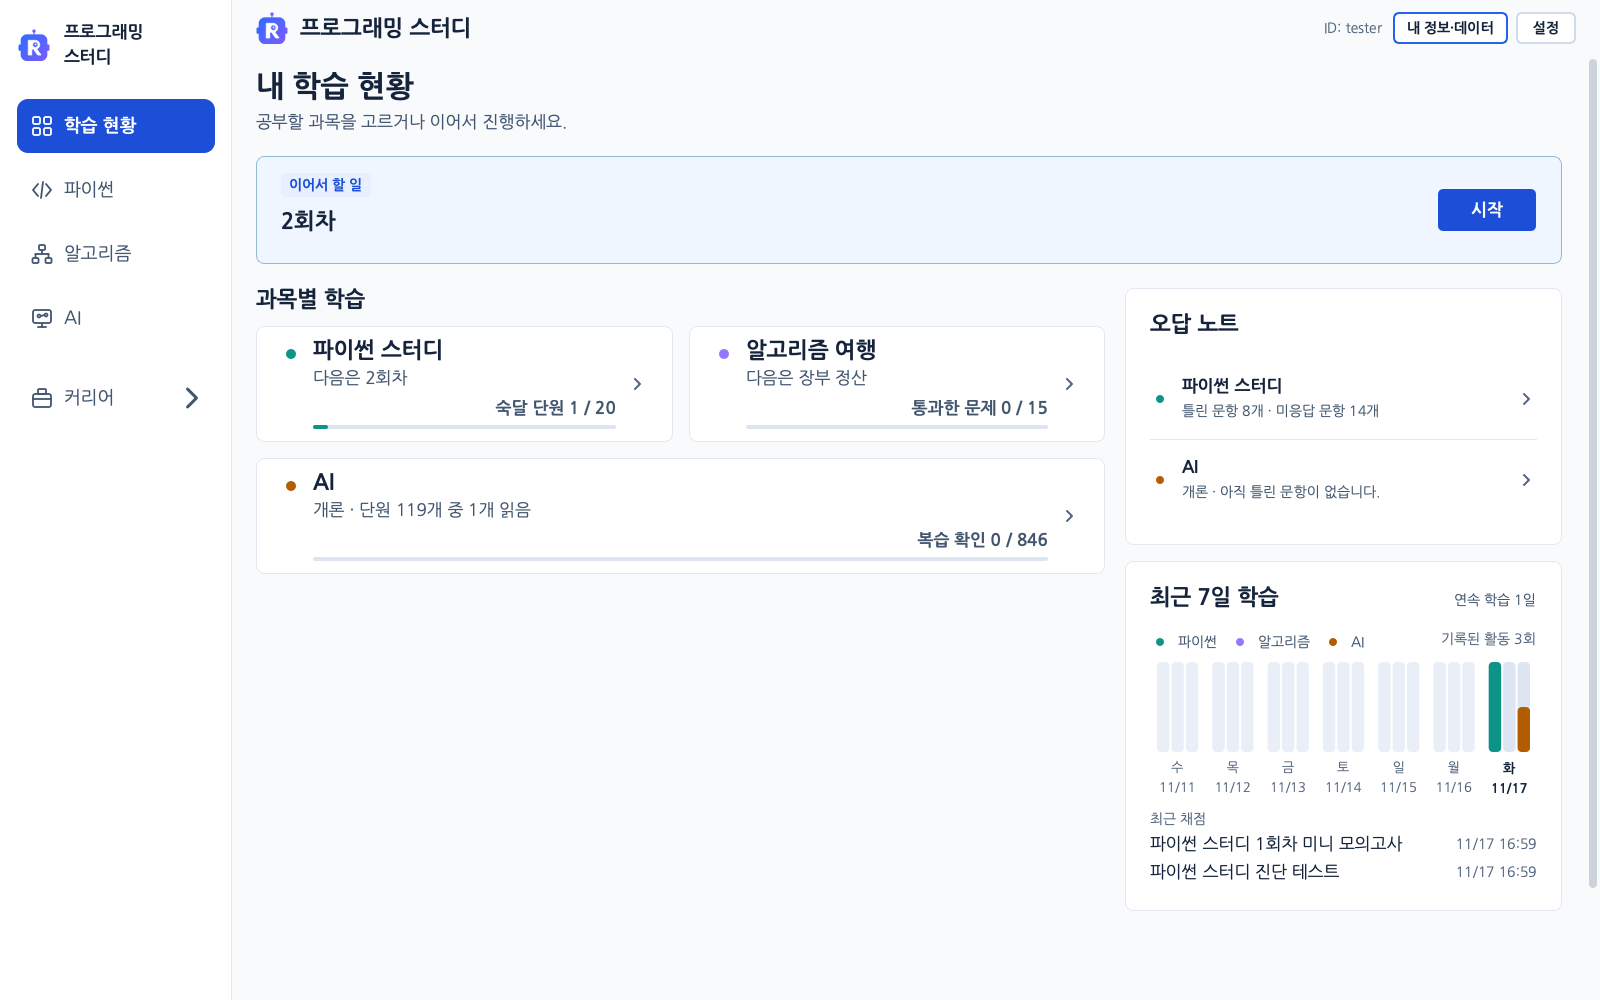 프로그래밍
스터디
학습 현황
파이썬
알고리즘
AI
커리어
프로그래밍 스터디
ID: tester
내 정보·데이터
설정
내 학습 현황
공부할 과목을 고르거나 이어서 진행하세요.
이어서 할 일
2회차
시작
과목별 학습
파이썬 스터디
다음은 2회차
숙달 단원 1 / 20
알고리즘 여행
다음은 장부 정산
통과한 문제 0 / 15
AI
개론 · 단원 119개 중 1개 읽음
복습 확인 0 / 846
오답 노트
파이썬 스터디
틀린 문항 8개 · 미응답 문항 14개
AI
개론 · 아직 틀린 문항이 없습니다.
최근 7일 학습
연속 학습 1일
파이썬
알고리즘
AI
기록된 활동 3회
수 목 금 토 일 월 화
11/11 11/12 11/13 11/14 11/15 11/16 11/17
최근 채점
파이썬 스터디 1회차 미니 모의고사 11/17 16:59
파이썬 스터디 진단 테스트 11/17 16:59